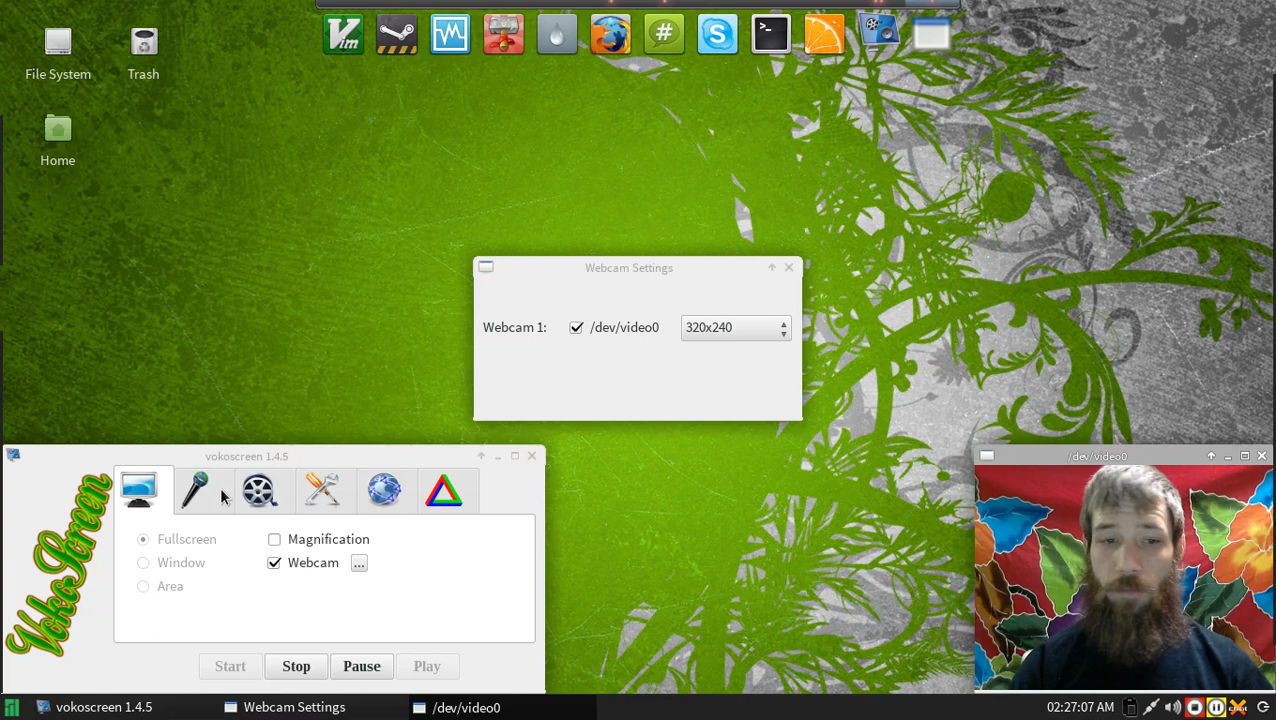 Vim
#
S
>_
File System
Trash
Home
Webcam Settings
Webcam 1:
/dev/video0
320x240
vokoscreen 1.4.5
VokoScreen
Fullscreen
Magnification
Window
Webcam
...
Area
Start
Stop
Pause
Play
/dev/video0
vokoscreen 1.4.5
Webcam Settings
/dev/video0
02:27:07 AM